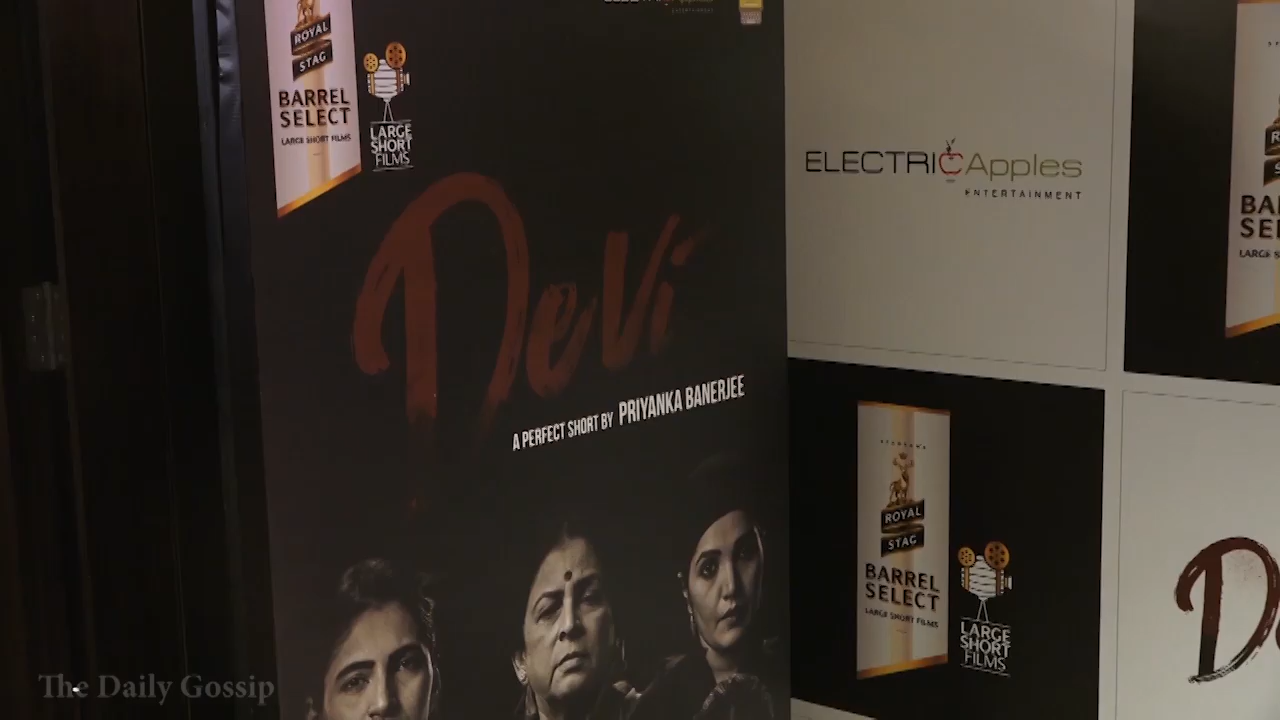 ROYAL
STAG
BARREL
SELECT
LARGE SHORT FILMS
LARGE
SHORT
FILMS
DeVi
A PERFECT SHORT BY PRIYANKA BANERJEE
ELECTRICApples
ENTERTAINMENT
ROYAL
STAG
BARREL
SELECT
LARGE SHORT FILMS
LARGE
SHORT
FILMS
The Daily Gossip